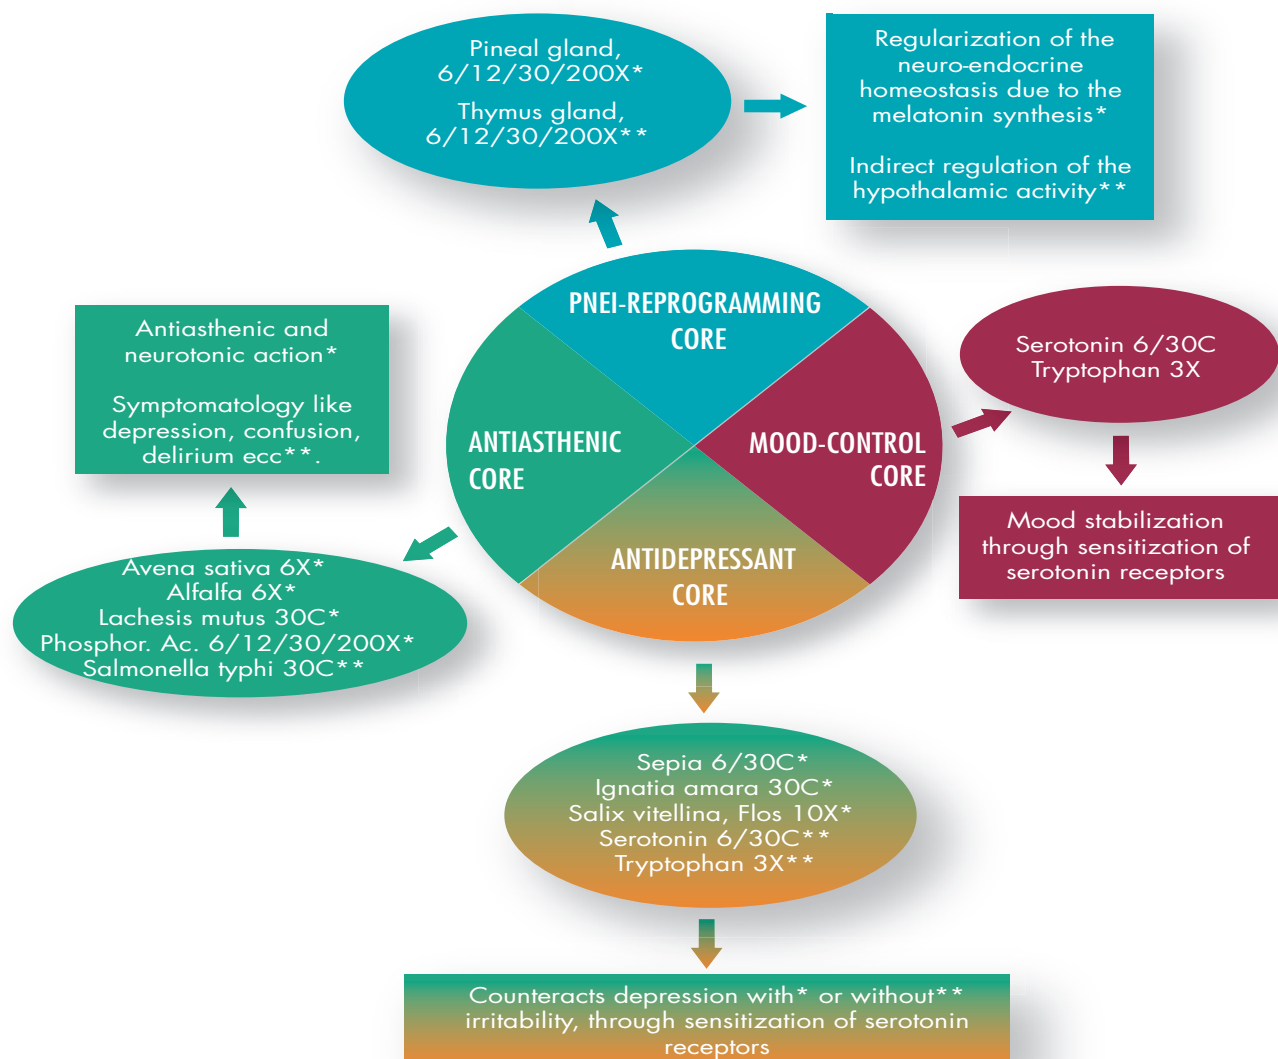 Pineal gland,
6/12/30/200X*
Thymus gland,
6/12/30/200X**
Regularization of the
neuro-endocrine
homeostasis due to the
melatonin synthesis*
Indirect regulation of the
hypothalamic activity**
PNEI-REPROGRAMMING
CORE
ANTIASTHENIC
CORE
MOOD-CONTROL
CORE
ANTIDEPRESSANT
CORE
Antiasthenic and
neurotonic action*
Symptomatology like
depression, confusion,
delirium ecc**.
Avena sativa 6X*
Alfalfa 6X*
Lachesis mutus 30C*
Phosphor. Ac. 6/12/30/200X*
Salmonella typhi 30C**
Serotonin 6/30C
Tryptophan 3X
Mood stabilization
through sensitization of
serotonin receptors
Sepia 6/30C*
Ignatia amara 30C*
Salix vitellina, Flos 10X*
Serotonin 6/30C**
Tryptophan 3X**
Counteracts depression with* or without**
irritability, through sensitization of serotonin
receptors